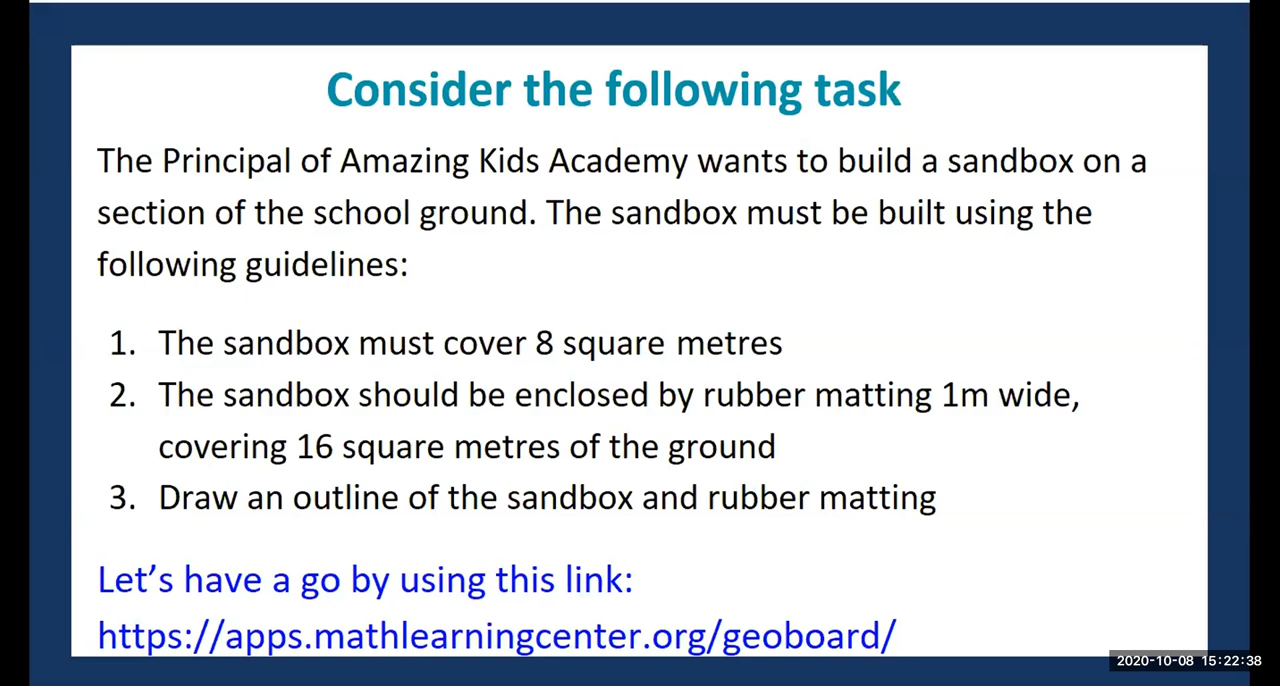 Consider the following task
The Principal of Amazing Kids Academy wants to build a sandbox on a
section of the school ground. The sandbox must be built using the
following guidelines:
1. The sandbox must cover 8 square metres
2. The sandbox should be enclosed by rubber matting 1m wide,
covering 16 square metres of the ground
3. Draw an outline of the sandbox and rubber matting
Let's have a go by using this link:
https://apps.mathlearningcenter.org/geoboard/
2020-10-08 15:22:38